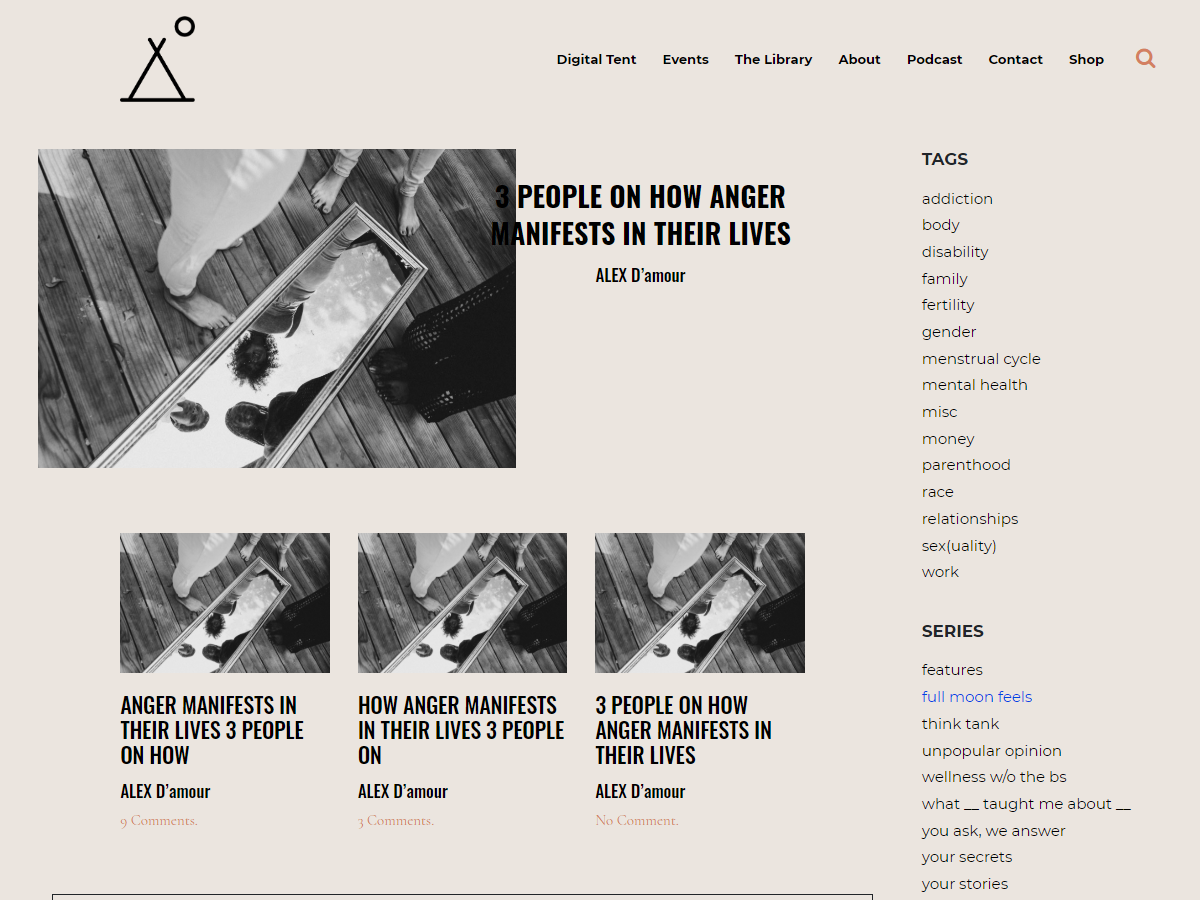 Digital Tent Events The Library About Podcast Contact Shop
3 PEOPLE ON HOW ANGER
MANIFESTS IN THEIR LIVES
ALEX D’amour
ANGER MANIFESTS IN
THEIR LIVES 3 PEOPLE
ON HOW
ALEX D’amour
9 Comments.
HOW ANGER MANIFESTS
IN THEIR LIVES 3 PEOPLE
ON
ALEX D’amour
3 Comments.
3 PEOPLE ON HOW
ANGER MANIFESTS IN
THEIR LIVES
ALEX D’amour
No Comment.
TAGS
addiction
body
disability
family
fertility
gender
menstrual cycle
mental health
misc
money
parenthood
race
relationships
sex(uality)
work
SERIES
features
full moon feels
think tank
unpopular opinion
wellness w/o the bs
what __ taught me about __
you ask, we answer
your secrets
your stories